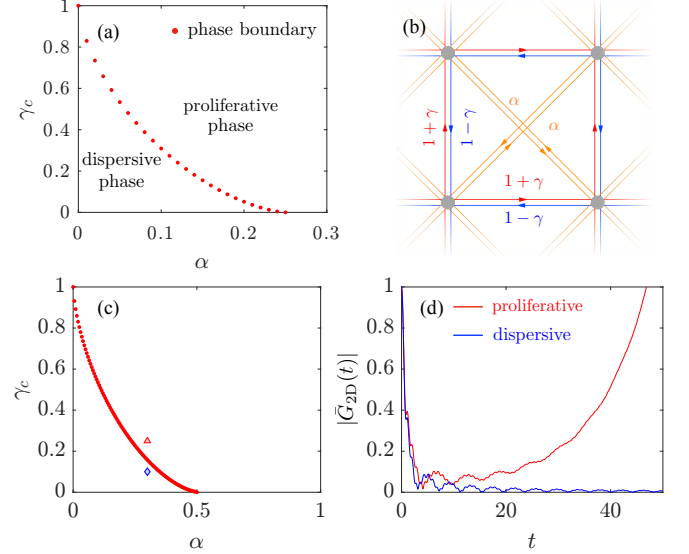 (a)
phase boundary
proliferative
phase
dispersive
phase
1
0.8
0.6
0.4
0.2
0
γc
0
0.1
0.2
0.3
α
(b)
α
α
1 + γ
1 − γ
1 + γ
1 − γ
(c)
1
0.8
0.6
0.4
0.2
0
γc
0
0.5
1
α
(d)
proliferative
dispersive
1
0.8
0.6
0.4
0.2
0
|Ḡ2D(t)|
0
20
40
t